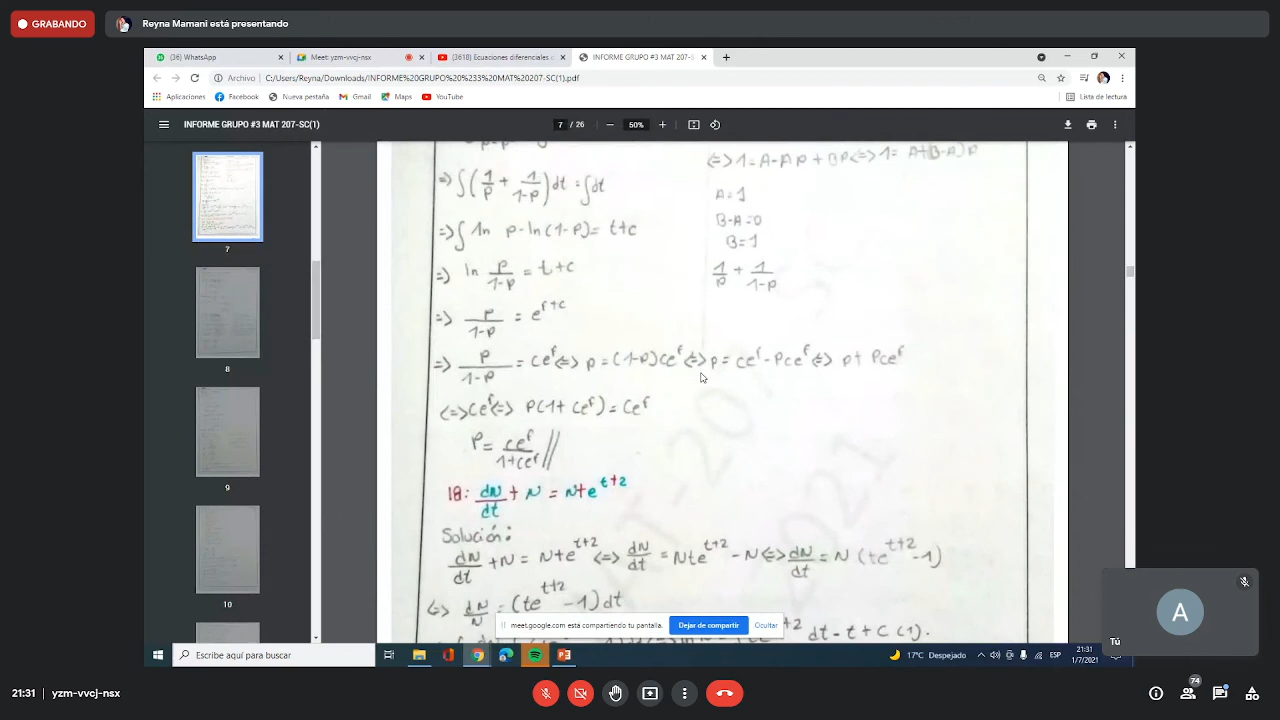 GRABANDO
Reyna Mamani está presentando
(36) WhatsApp
Meet: yzm-vvcj-nsx
(3618) Ecuaciones diferenciales c
INFORME GRUPO #3 MAT 207-S
Archivo
C:/Users/Reyna/Downloads/INFORME%20GRUPO%20%233%20MAT%20207-SC(1).pdf
Aplicaciones
Facebook
Nueva pestaña
Gmail
Maps
YouTube
Lista de lectura
INFORME GRUPO #3 MAT 207-SC(1)
7 / 26
50%
7
8
9
10
<=> 1 = A - AP + BP <=> 1 = A+(B-A)P
=> ∫(1/P + 1/(1-P))dt = ∫dt
A = 1
B-A=0
=> ∫ ln P - ln(1-P) = t+c
B = 1
=> ln P/(1-P) = t+c
1/P + 1/(1-P)
=> P/(1-P) = e^(t+c)
=> P/(1-P) = ce^t <=> P = (1-P)ce^t <=> P = ce^t - Pce^t <=> P + Pce^t
<=> ce^t <=> P(1+ce^t) = ce^t
P = ce^t/(1+ce^t) //
18: dN/dt + N = Nte^(t+2)
Solución:
dN/dt + N = Nte^(t+2) <=> dN/dt = Nte^(t+2) - N <=> dN/dt = N (te^(t+2) - 1)
<=> dN/N = (te^(t+2) - 1)dt
dt - t + C (1).
meet.google.com está compartiendo tu pantalla.
Dejar de compartir
Ocultar
Escribe aquí para buscar
17°C Despejado
ESP
21:31
1/7/2021
A
Tú
21:31
yzm-vvcj-nsx
74